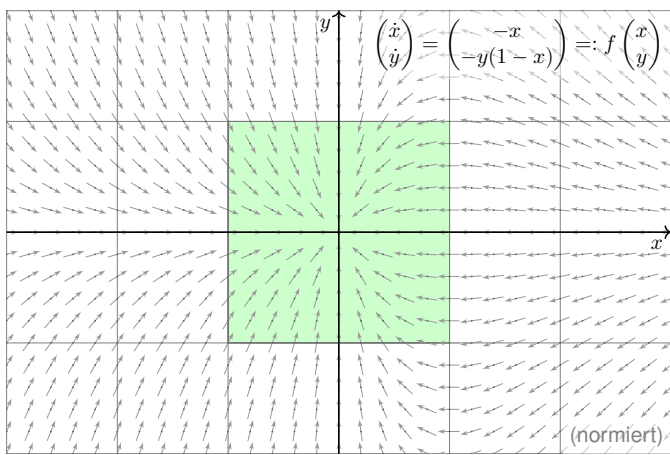 y
(ẋ ẏ) = (−x −y(1 − x)) =: f (x y)
x
(normiert)